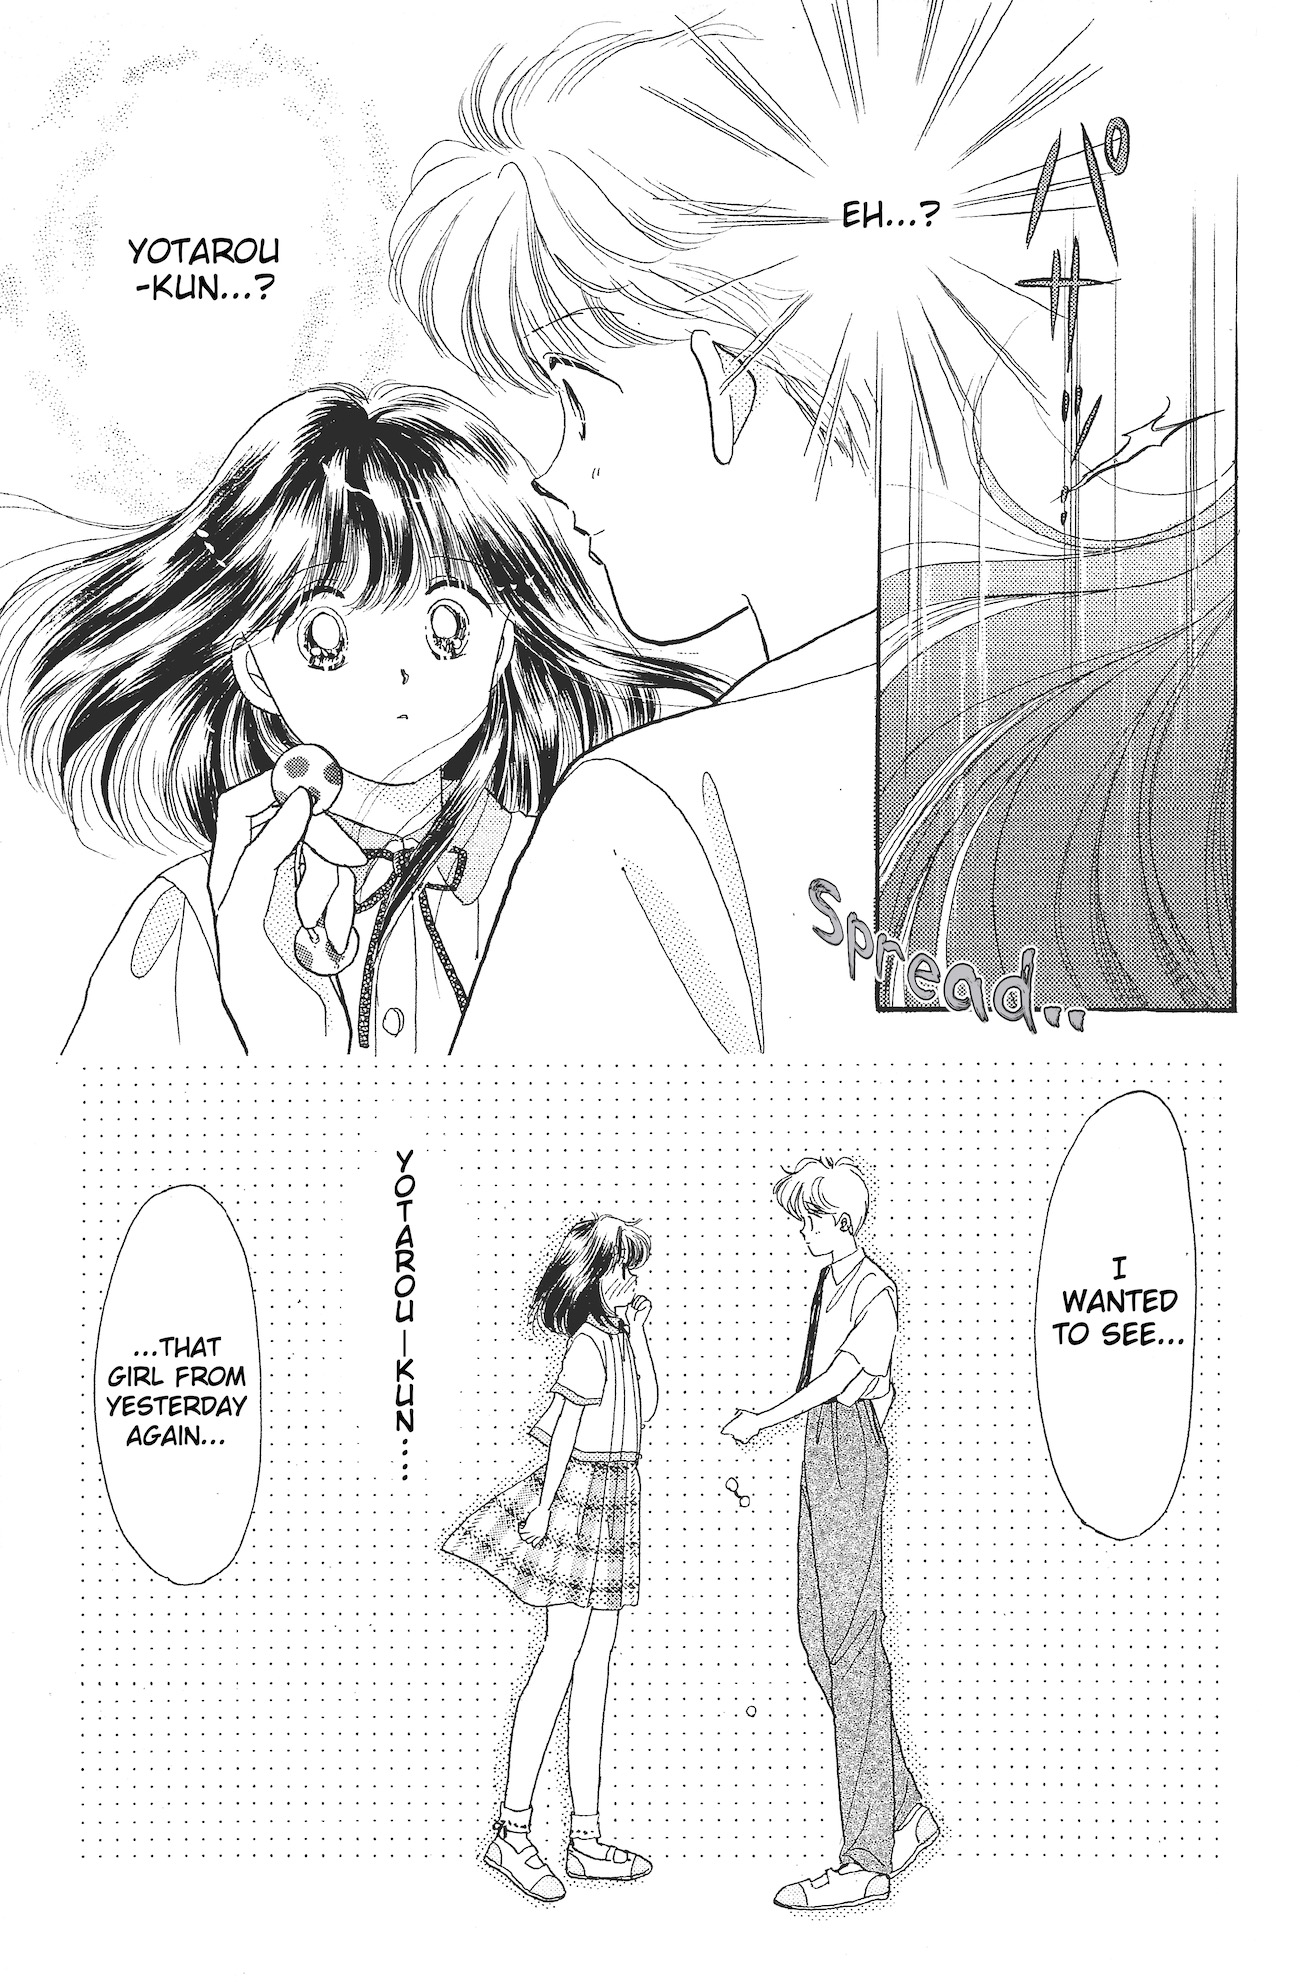 パサ…
EH...?
YOTAROU
-KUN...?
Spread..
I
WANTED
TO SEE...
YOTAROU-KUN...
...THAT
GIRL FROM
YESTERDAY
AGAIN...